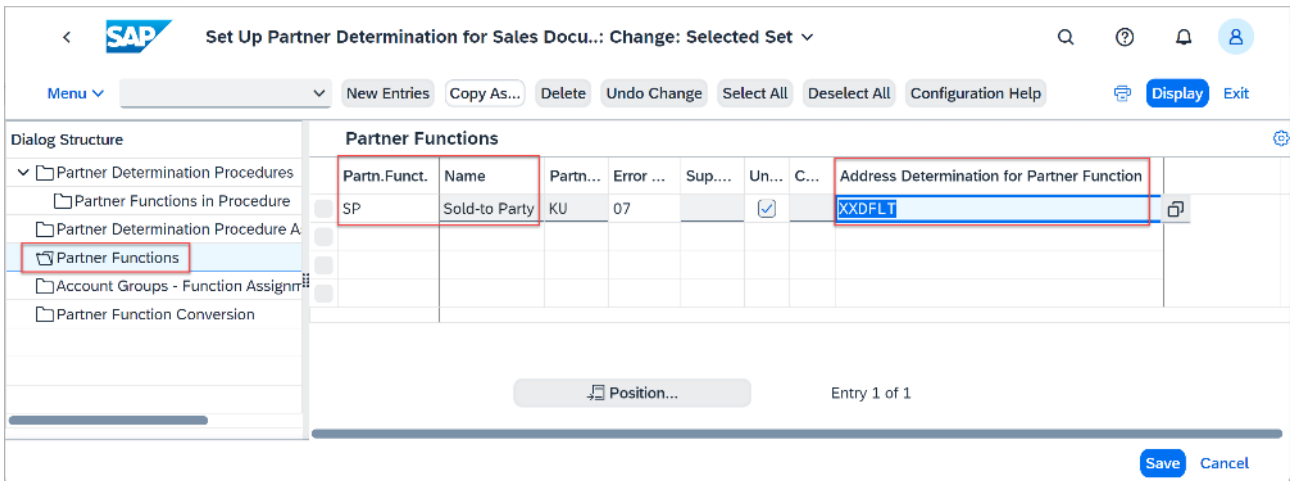 SAP Set Up Partner Determination for Sales Docu..: Change: Selected Set
Menu New Entries Copy As... Delete Undo Change Select All Deselect All Configuration Help Display Exit
Dialog Structure
Partner Determination Procedures
Partner Functions in Procedure
Partner Determination Procedure A
Partner Functions
Account Groups - Function Assignm
Partner Function Conversion
Partner Functions
Partn.Funct. Name Partn... Error ... Sup.... Un... C... Address Determination for Partner Function
SP Sold-to Party KU 07 XXDFLT
Position... Entry 1 of 1
Save Cancel